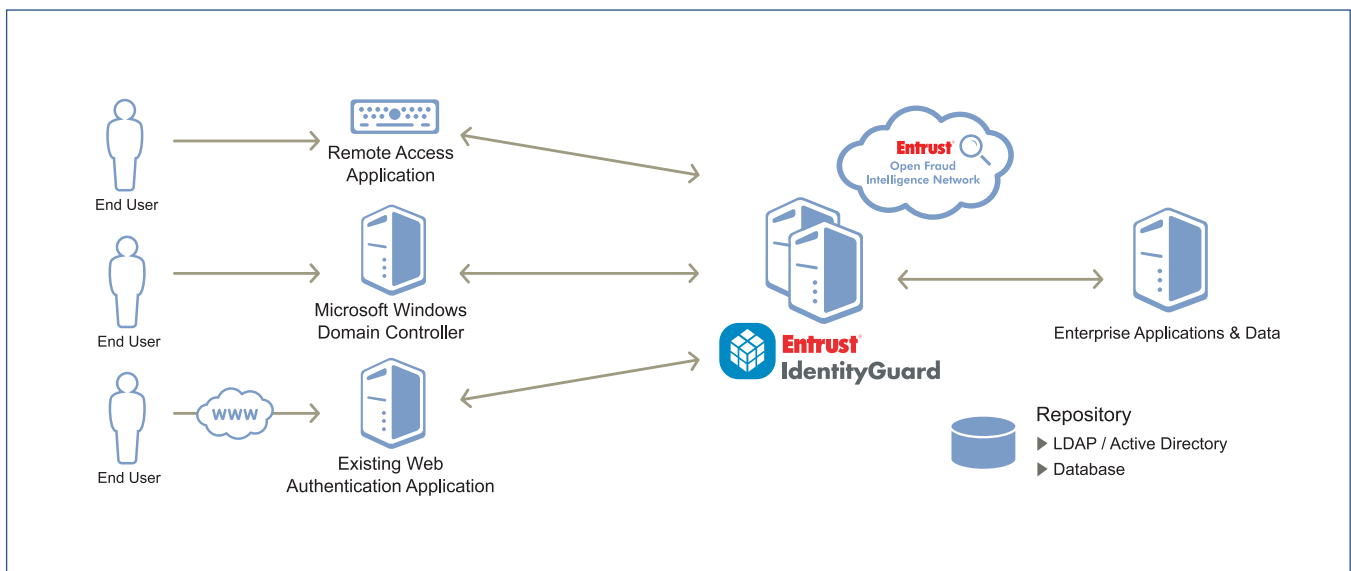 End User
Remote Access
Application
End User
Microsoft Windows
Domain Controller
End User
www
Existing Web
Authentication Application
Entrust®
Open Fraud
Intelligence Network
Entrust®
IdentityGuard
Enterprise Applications & Data
Repository
LDAP / Active Directory
Database